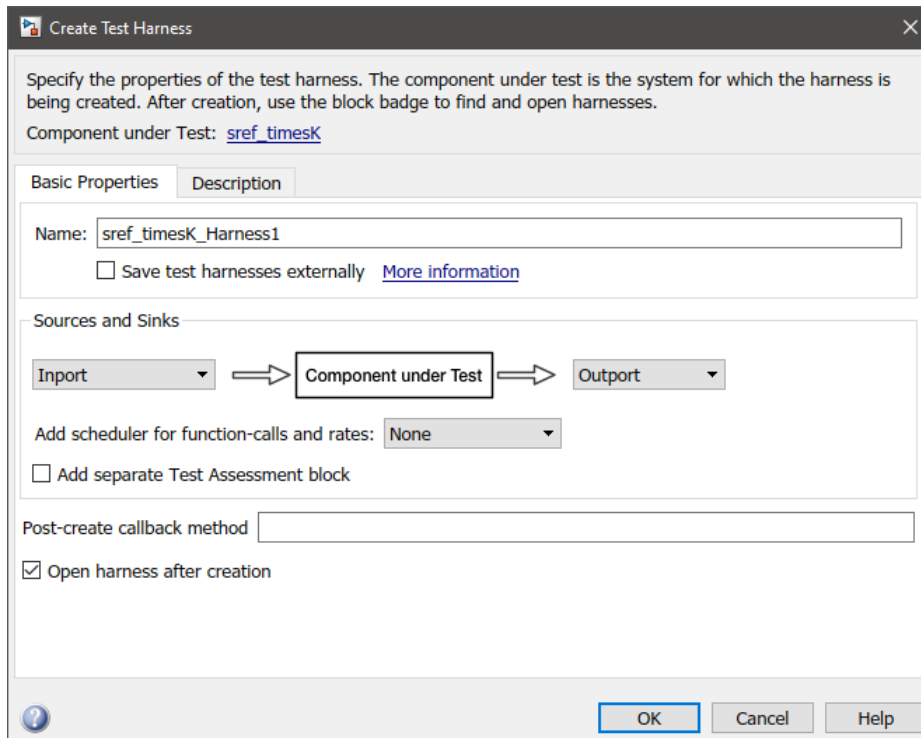 Create Test Harness
Specify the properties of the test harness. The component under test is the system for which the harness is
being created. After creation, use the block badge to find and open harnesses.
Component under Test: sref_timesK
Basic Properties Description
Name: sref_timesK_Harness1
Save test harnesses externally More information
Sources and Sinks
Inport Component under Test Outport
Add scheduler for function-calls and rates: None
Add separate Test Assessment block
Post-create callback method
Open harness after creation
? OK Cancel Help